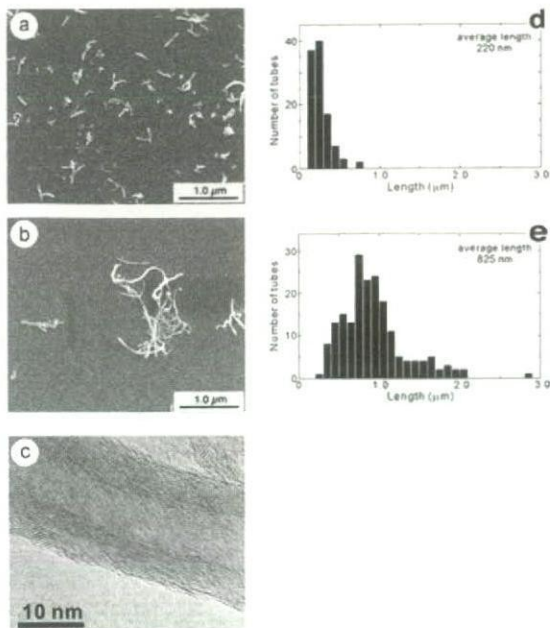 a
1.0 μm
b
1.0 μm
c
10 nm
d
average length
220 nm
Number of tubes
40
20
0
0
1.0
2.0
3.0
Length (μm)
e
average length
825 nm
Number of tubes
30
20
10
0
0
1.0
2.0
3.0
Length (μm)